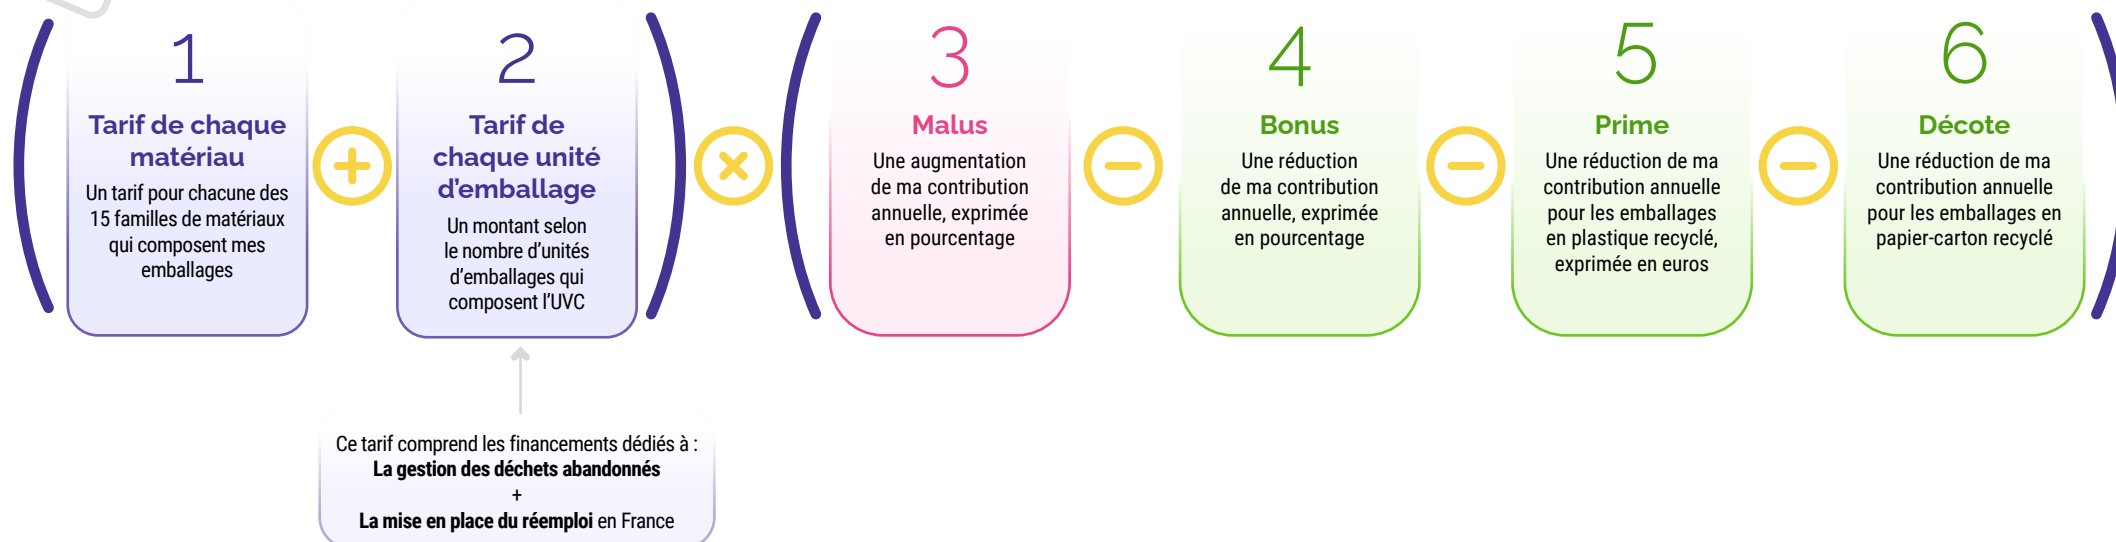 1
Tarif de chaque
matériau
Un tarif pour chacune des
15 familles de matériaux
qui composent mes
emballages
+
2
Tarif de
chaque unité
d'emballage
Un montant selon
le nombre d'unités
d'emballages qui
composent l'UVC
×
3
Malus
Une augmentation
de ma contribution
annuelle, exprimée
en pourcentage
−
4
Bonus
Une réduction
de ma contribution
annuelle, exprimée
en pourcentage
−
5
Prime
Une réduction de ma
contribution annuelle
pour les emballages
en plastique recyclé,
exprimée en euros
−
6
Décote
Une réduction de ma
contribution annuelle
pour les emballages en
papier-carton recyclé
Ce tarif comprend les financements dédiés à :
La gestion des déchets abandonnés
+
La mise en place du réemploi en France